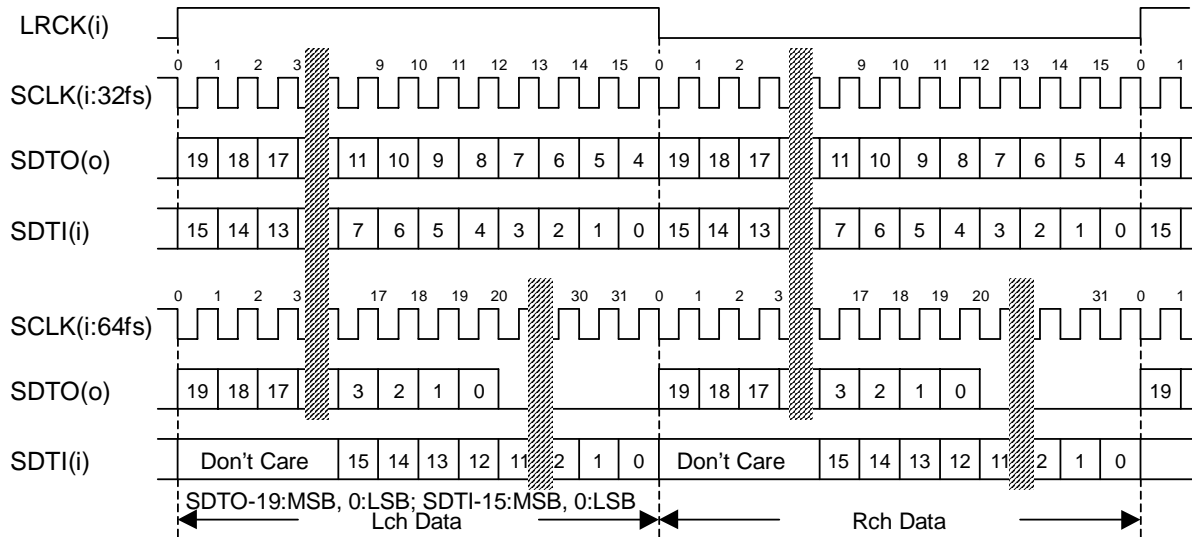 LRCK(i)
0 1 2 3 9 10 11 12 13 14 15 0 1 2 9 10 11 12 13 14 15 0 1
SCLK(i:32fs)
SDTO(o) 19 18 17 11 10 9 8 7 6 5 4 19 18 17 11 10 9 8 7 6 5 4 19
SDTI(i) 15 14 13 7 6 5 4 3 2 1 0 15 14 13 7 6 5 4 3 2 1 0 15
0 1 2 3 17 18 19 20 30 31 0 1 2 3 17 18 19 20 31 0 1
SCLK(i:64fs)
SDTO(o) 19 18 17 3 2 1 0 19 18 17 3 2 1 0 19
SDTI(i) Don't Care 15 14 13 12 11 2 1 0 Don't Care 15 14 13 12 11 2 1 0
SDTO-19:MSB, 0:LSB; SDTI-15:MSB, 0:LSB
Lch Data Rch Data